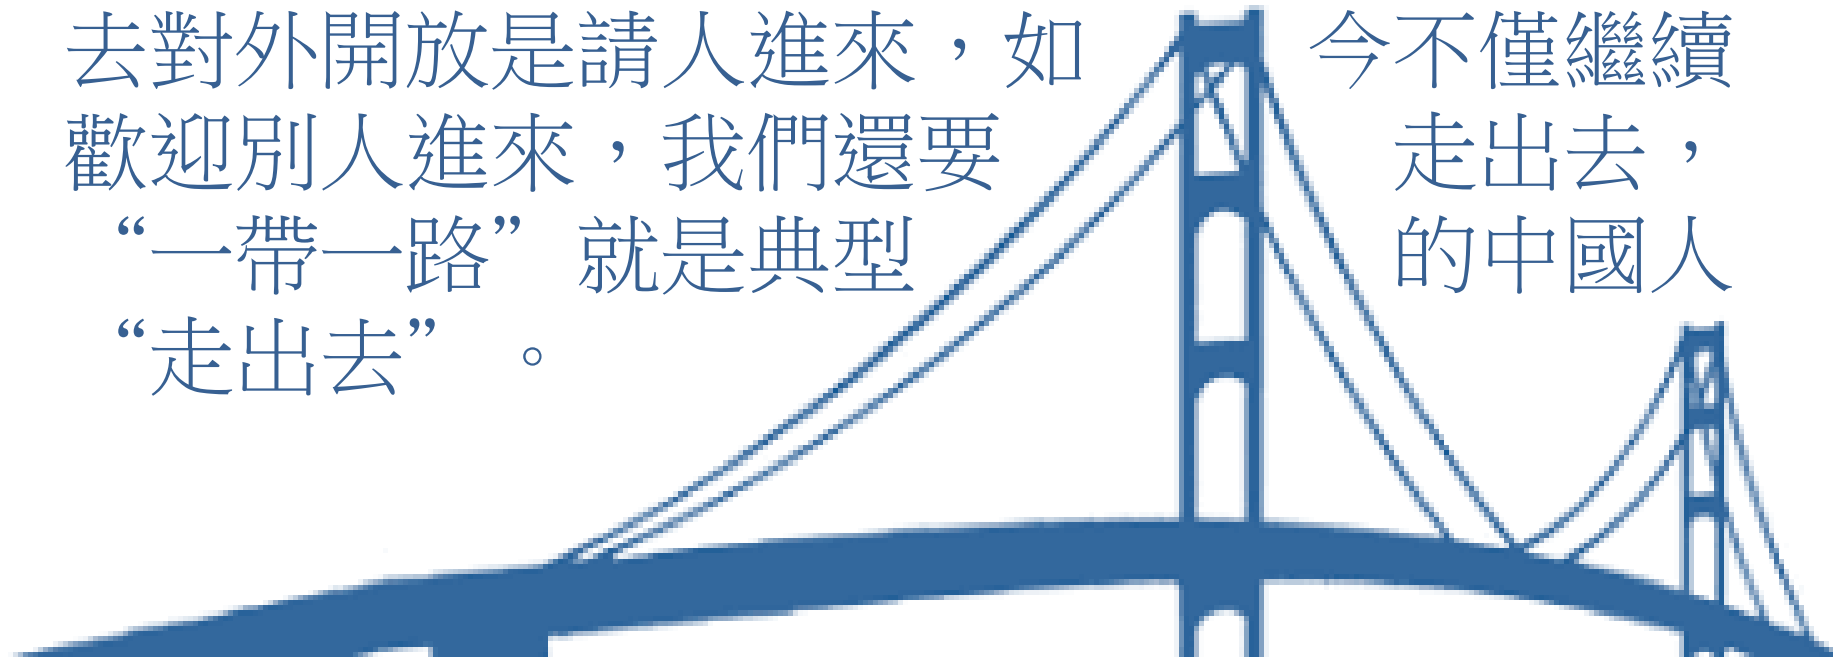 去對外開放是請人進來，如今不僅繼續
歡迎別人進來，我們還要走出去，
“一帶一路”就是典型的中國人
“走出去”。